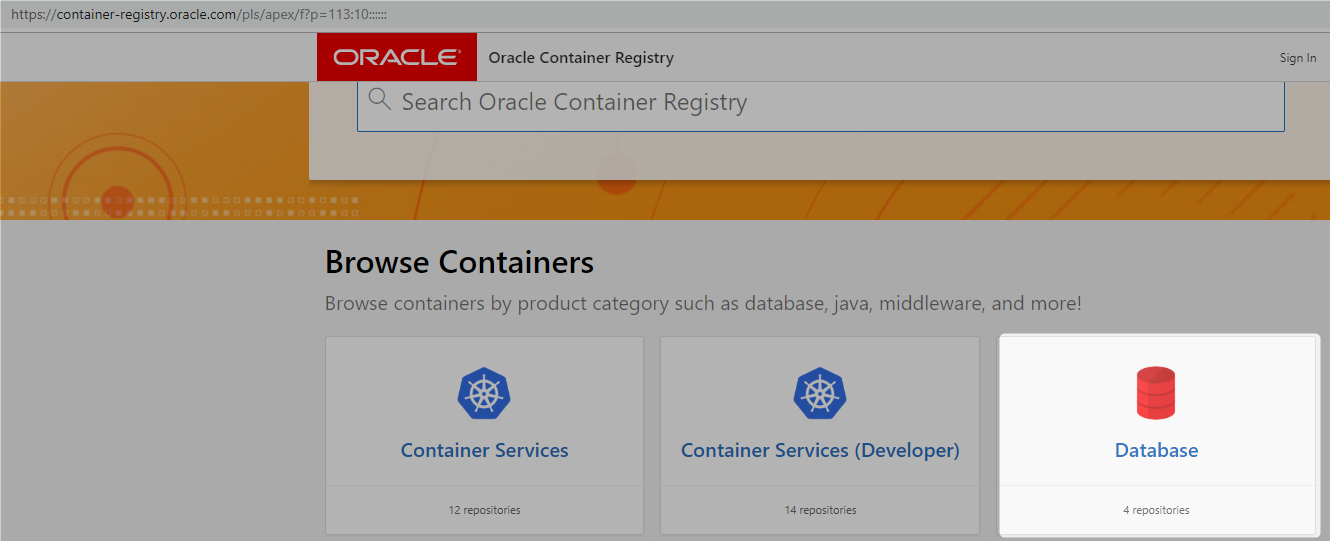 https://container-registry.oracle.com/pls/apex/f?p=113:10::::::
ORACLE® Oracle Container Registry Sign In
Search Oracle Container Registry
Browse Containers
Browse containers by product category such as database, java, middleware, and more!
Container Services
12 repositories
Container Services (Developer)
14 repositories
Database
4 repositories